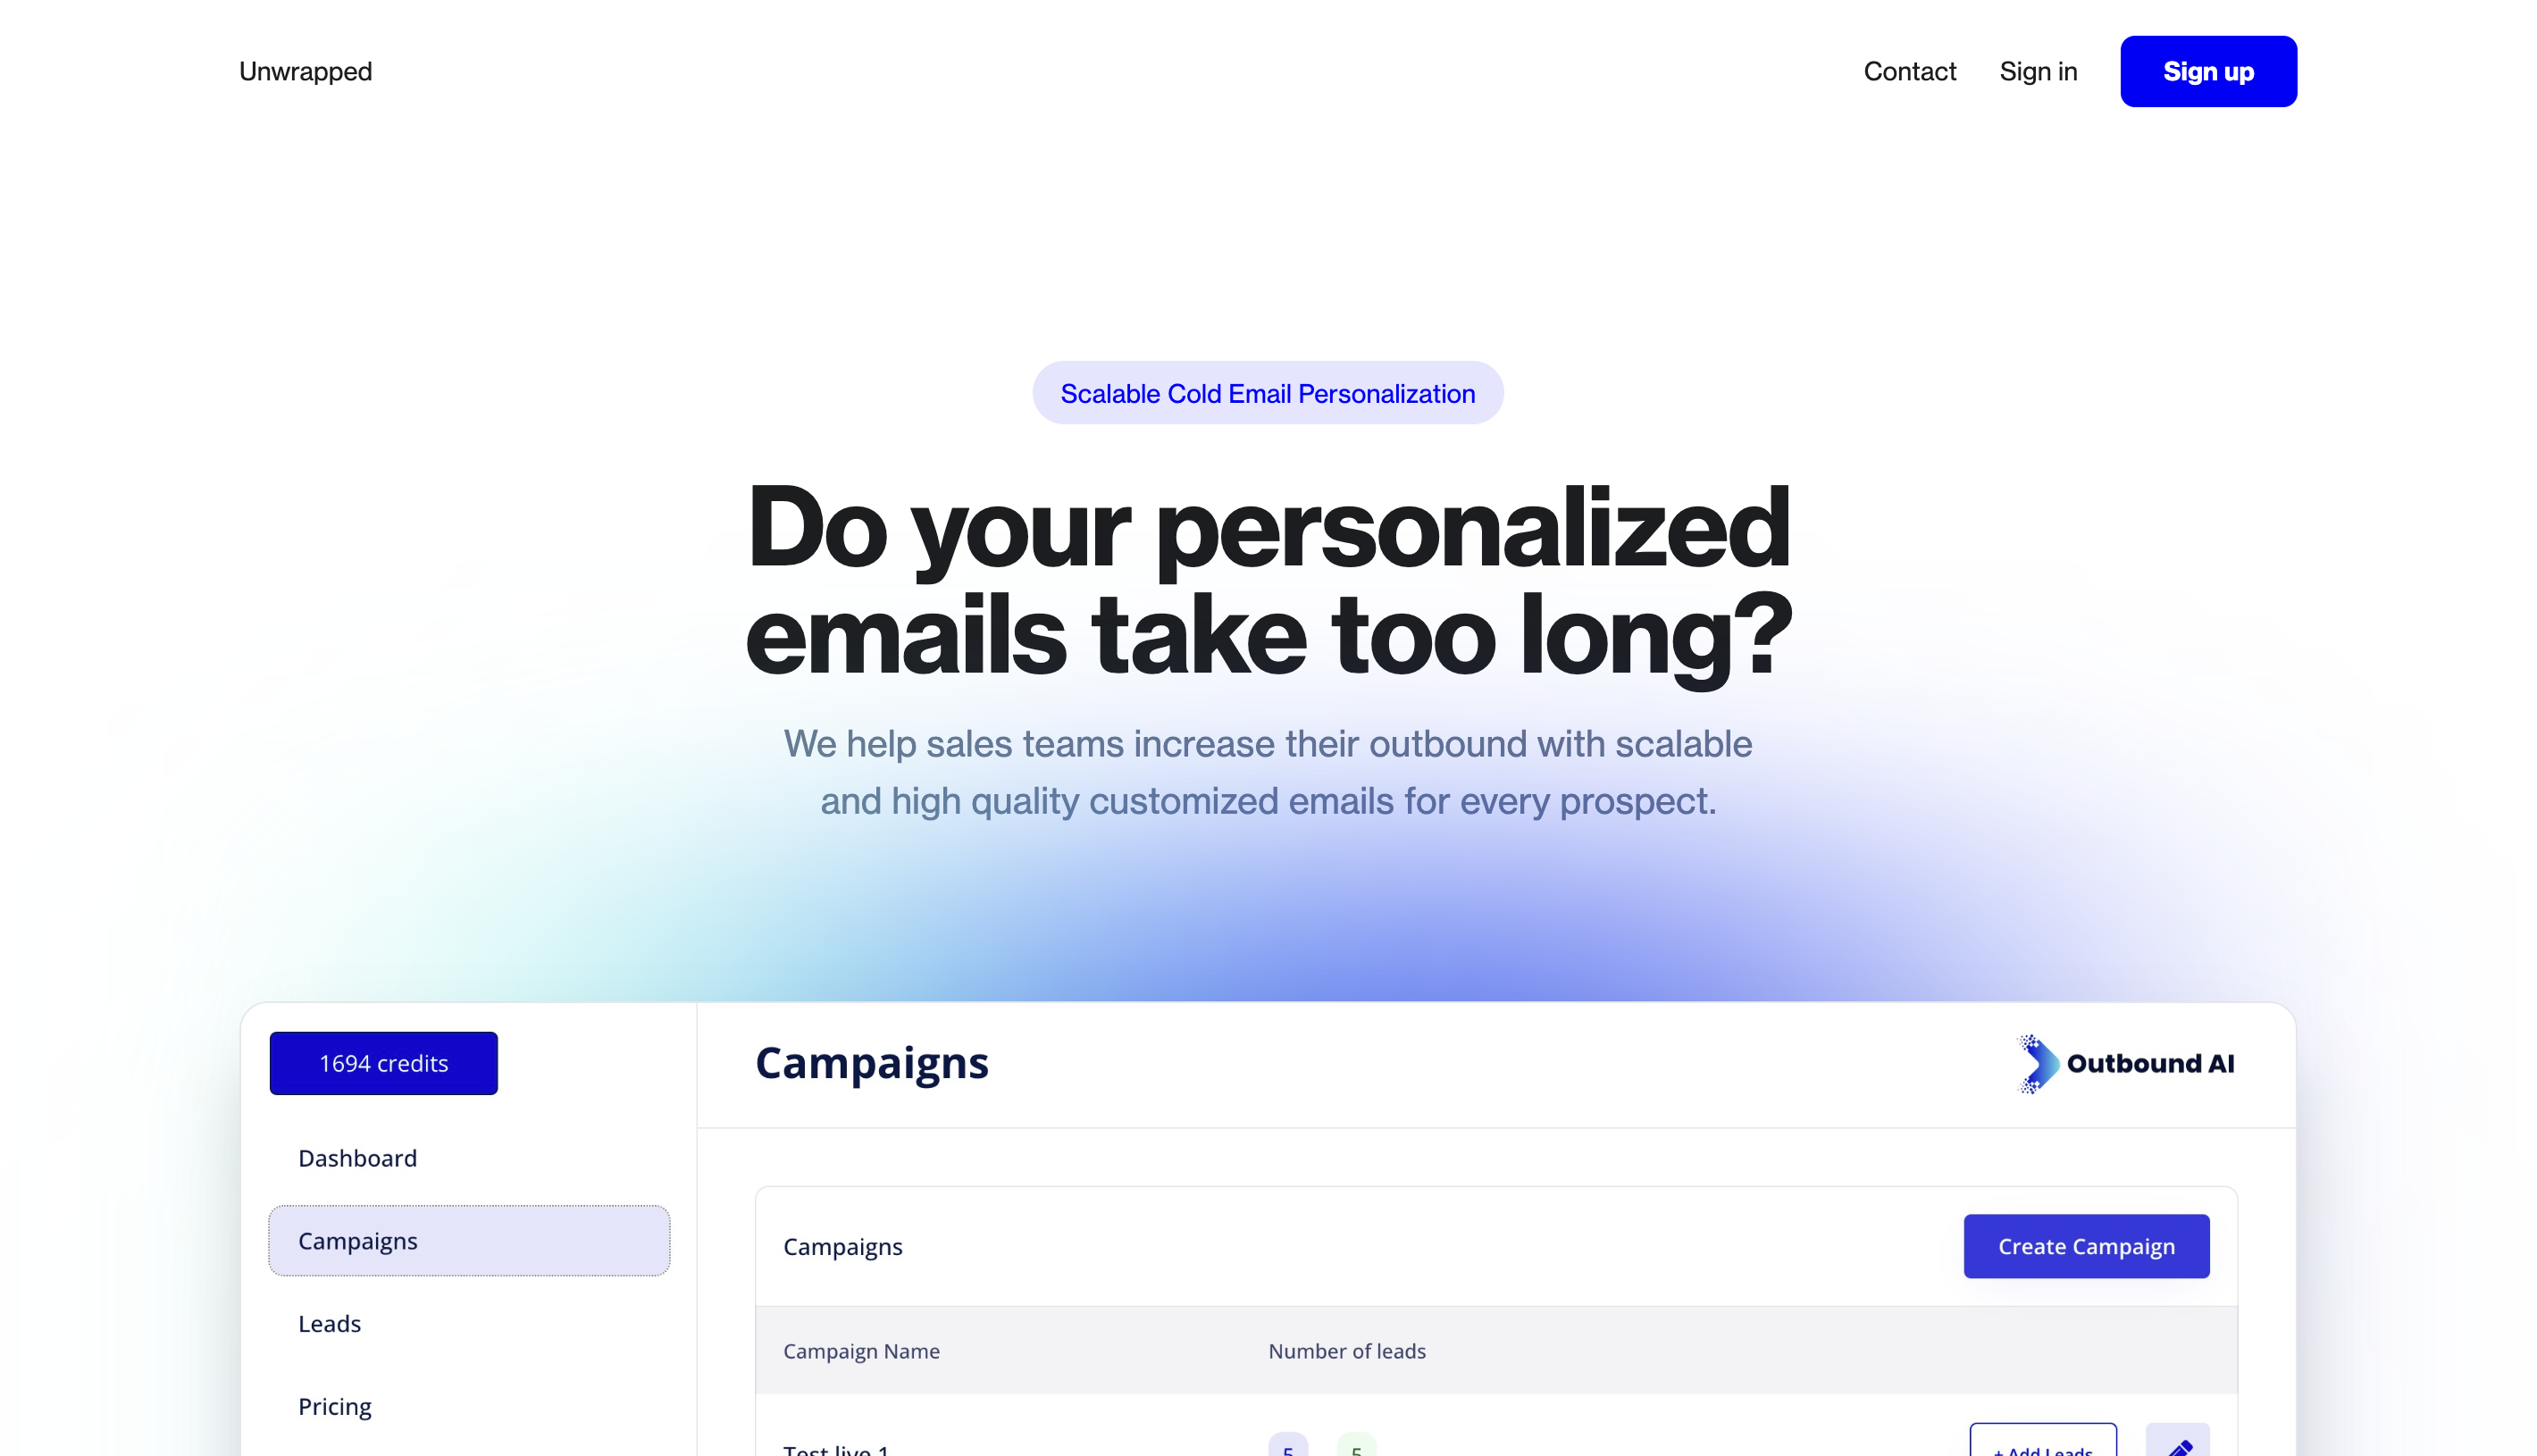 Unwrapped
Contact
Sign in
Sign up
Scalable Cold Email Personalization
Do your personalized
emails take too long?
We help sales teams increase their outbound with scalable
and high quality customized emails for every prospect.
1694 credits
Campaigns
Outbound AI
Dashboard
Campaigns
Leads
Pricing
Campaigns
Create Campaign
Campaign Name
Number of leads
Test live 1
5
5
+ Add Leads